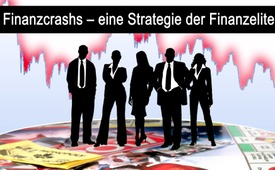 Finanzcrashs – eine Strategie der Finanzelite